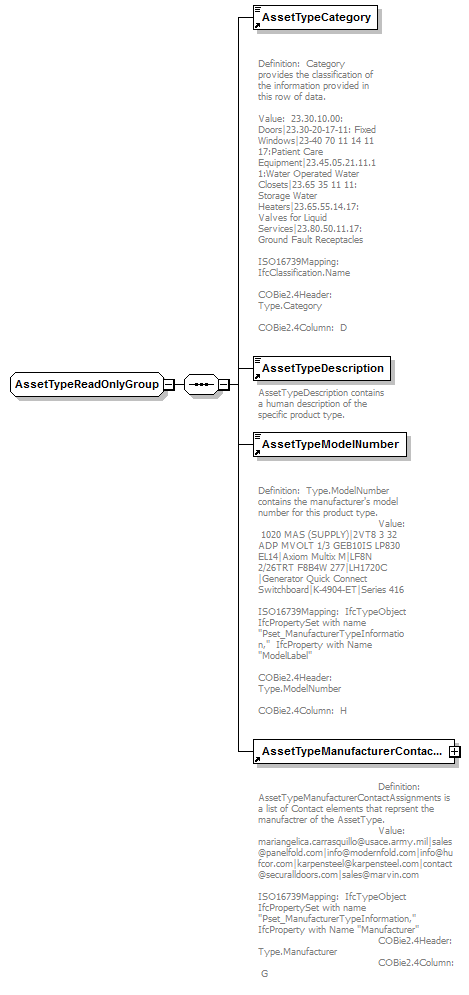 AssetTypeCategory
Definition:  Category
provides the classification of
the information provided in
this row of data.
Value:  23.30.10.00:
Doors|23.30-20-17-11: Fixed
Windows|23-40 70 11 14 11
17:Patient Care
Equipment|23.45.05.21.11.1
1:Water Operated Water
Closets|23.65 35 11 11:
Storage Water
Heaters|23.65.55.14.17:
Valves for Liquid
Services|23.80.50.11.17:
Ground Fault Receptacles
ISO16739Mapping:
IfcClassification.Name
COBie2.4Header:
Type.Category
COBie2.4Column:  D
AssetTypeReadOnlyGroup
AssetTypeDescription
AssetTypeDescription contains
a human description of the
specific product type.
AssetTypeModelNumber
Definition:  Type.ModelNumber
contains the manufacturer's model
number for this product type.
Value:
1020 MAS (SUPPLY)|2VT8 3 32
ADP MVOLT 1/3 GEB10IS LP830
EL14|Axiom Multix M|LF8N
2/26TRT F8B4W 277|LH1720C
|Generator Quick Connect
Switchboard|K-4904-ET|Series 416
ISO16739Mapping:  IfcTypeObject
IfcPropertySet with name
"Pset_ManufacturerTypeInformatio
n,"  IfcProperty with Name
"ModelLabel"
COBie2.4Header:
Type.ModelNumber
COBie2.4Column:  H
AssetTypeManufacturerContac...
Definition:
AssetTypeManufacturerContactAssignments is
a list of Contact elements that reprsent the
manufactrer of the AssetType.
Value:
mariangelica.carrasquillo@usace.army.mil|sales
@panelfold.com|info@modernfold.com|info@hu
fcor.com|karpensteel@karpensteel.com|contact
@securalldoors.com|sales@marvin.com
ISO16739Mapping:  IfcTypeObject
IfcPropertySet with name
"Pset_ManufacturerTypeInformation,"
IfcProperty with Name "Manufacturer"
COBie2.4Header:
Type.Manufacturer
COBie2.4Column:
G